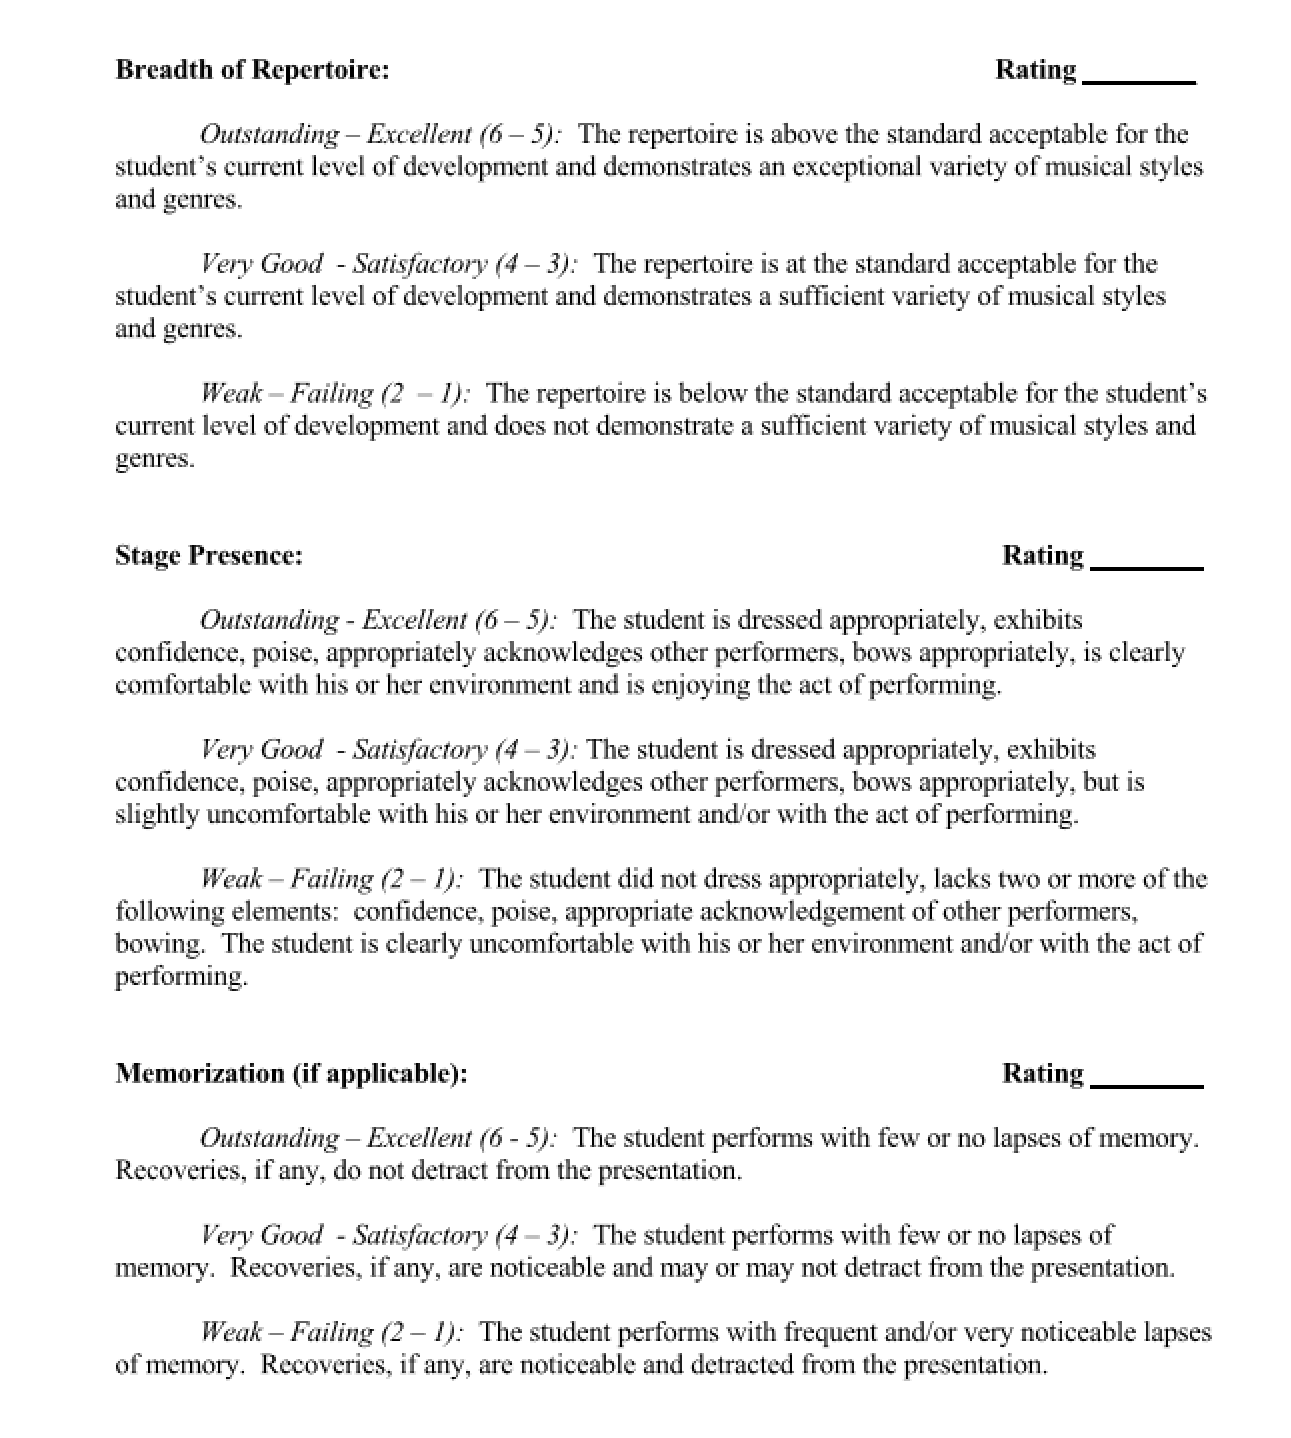 Breadth of Repertoire: Rating ________
Outstanding – Excellent (6 – 5):  The repertoire is above the standard acceptable for the
student’s current level of development and demonstrates an exceptional variety of musical styles
and genres.
Very Good  - Satisfactory (4 – 3):  The repertoire is at the standard acceptable for the
student’s current level of development and demonstrates a sufficient variety of musical styles
and genres.
Weak – Failing (2  – 1):  The repertoire is below the standard acceptable for the student’s
current level of development and does not demonstrate a sufficient variety of musical styles and
genres.
Stage Presence: Rating ________
Outstanding - Excellent (6 – 5):  The student is dressed appropriately, exhibits
confidence, poise, appropriately acknowledges other performers, bows appropriately, is clearly
comfortable with his or her environment and is enjoying the act of performing.
Very Good  - Satisfactory (4 – 3): The student is dressed appropriately, exhibits
confidence, poise, appropriately acknowledges other performers, bows appropriately, but is
slightly uncomfortable with his or her environment and/or with the act of performing.
Weak – Failing (2 – 1):  The student did not dress appropriately, lacks two or more of the
following elements:  confidence, poise, appropriate acknowledgement of other performers,
bowing.  The student is clearly uncomfortable with his or her environment and/or with the act of
performing.
Memorization (if applicable): Rating ________
Outstanding – Excellent (6 - 5):  The student performs with few or no lapses of memory.
Recoveries, if any, do not detract from the presentation.
Very Good  - Satisfactory (4 – 3):  The student performs with few or no lapses of
memory.  Recoveries, if any, are noticeable and may or may not detract from the presentation.
Weak – Failing (2 – 1):  The student performs with frequent and/or very noticeable lapses
of memory.  Recoveries, if any, are noticeable and detracted from the presentation.